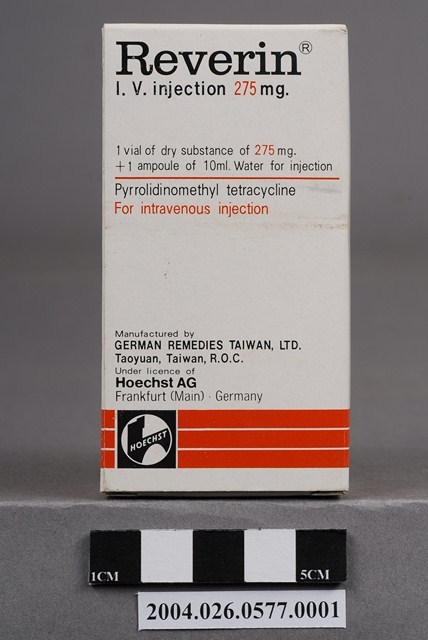 Reverin®
I. V. injection 275 mg.
1 vial of dry substance of 275 mg.
+1 ampoule of 10ml. Water for injection
Pyrrolidinomethyl tetracycline
For intravenous injection
Manufactured by
GERMAN REMEDIES TAIWAN, LTD.
Taoyuan, Taiwan, R.O.C.
Under licence of
Hoechst AG
Frankfurt (Main) · Germany
HOECHST
1CM 5CM
2004.026.0577.0001